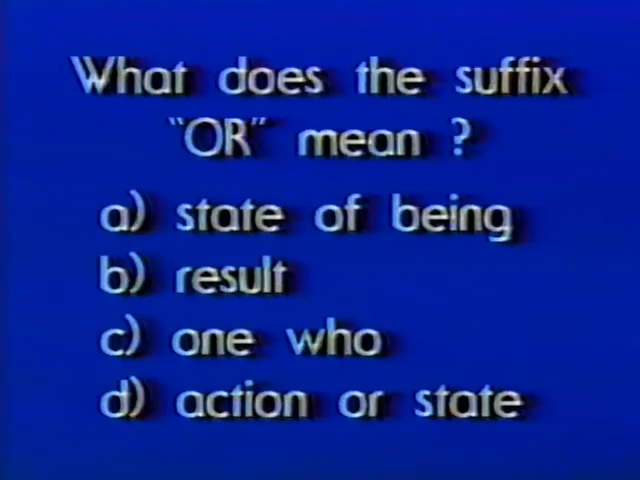 What does the suffix
"OR" mean ?
a) state of being
b) result
c) one who
d) action or state